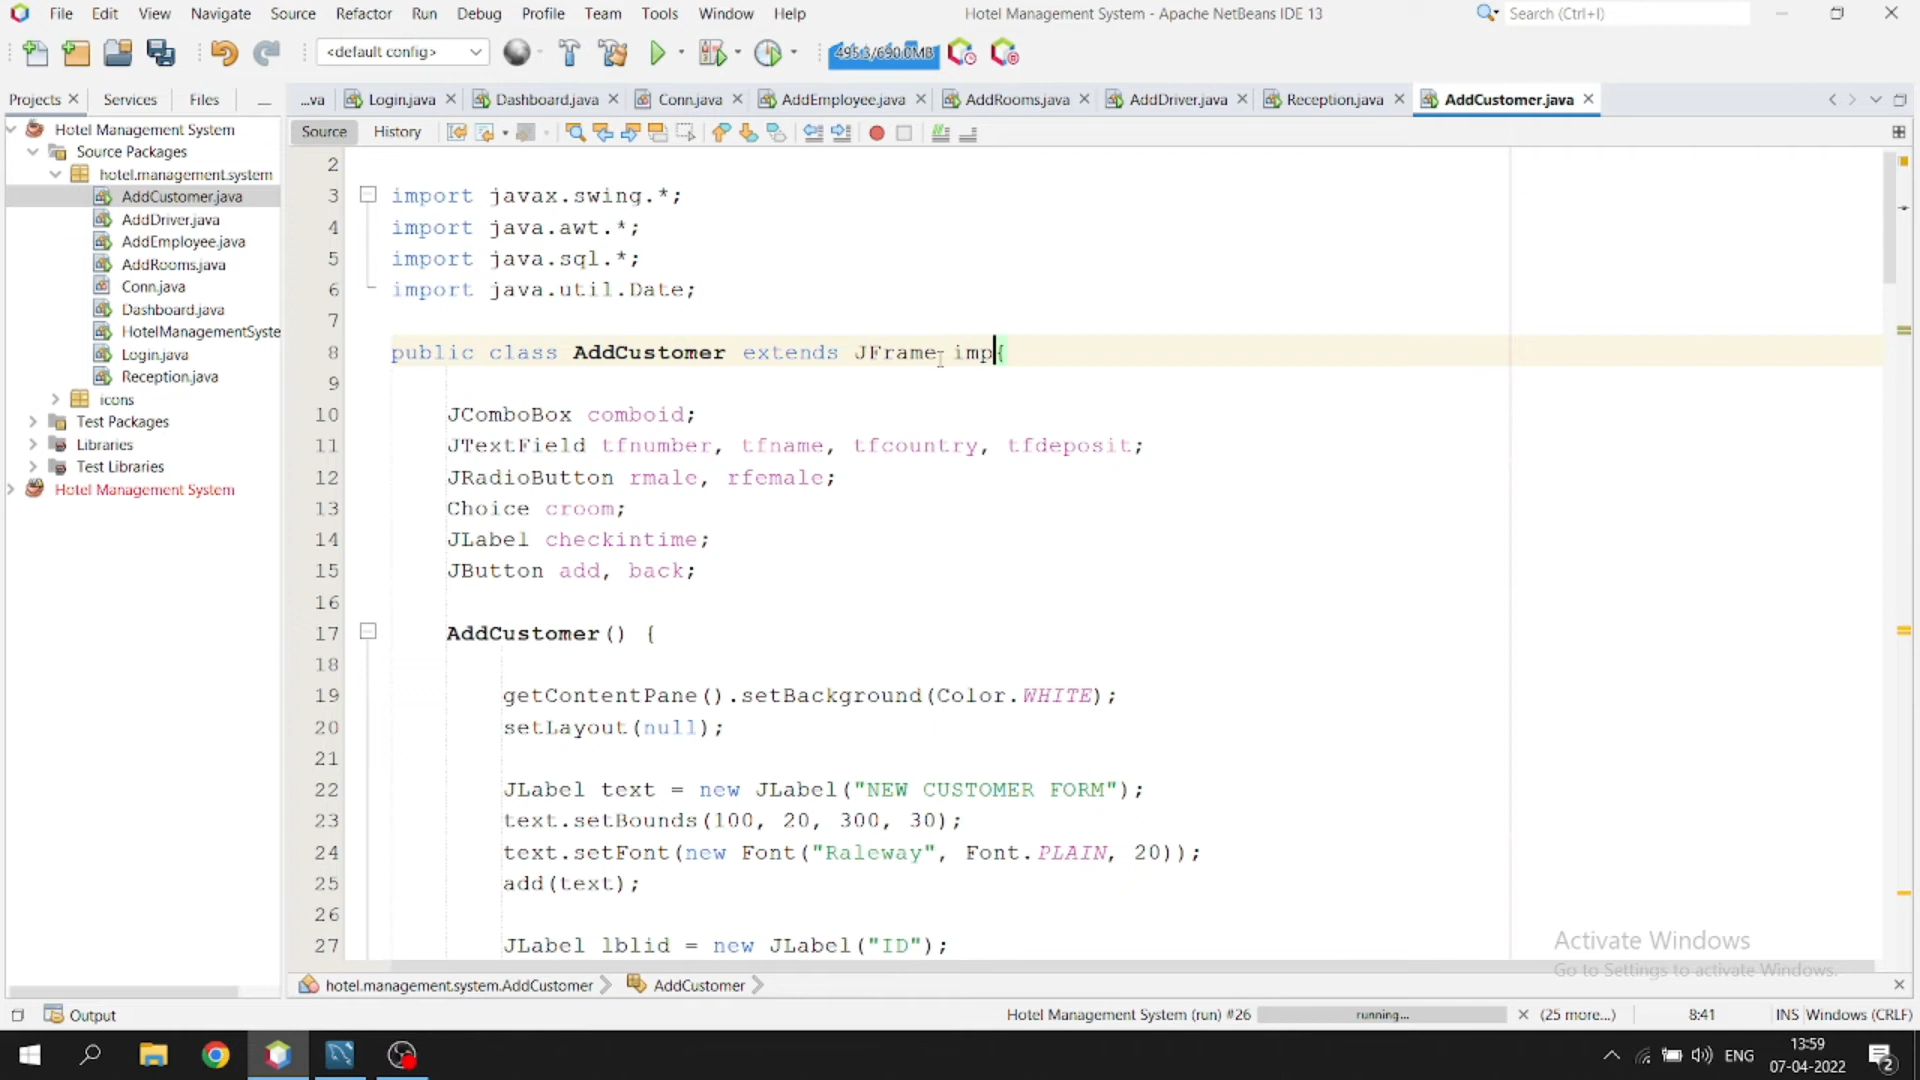 File Edit View Navigate Source Refactor Run Debug Profile Team Tools Window Help
Hotel Management System - Apache NetBeans IDE 13
Search (Ctrl+I)
<default config>
495.3/690.0MB
Projects Services Files
...va Login.java Dashboard.java Conn.java AddEmployee.java AddRooms.java AddDriver.java Reception.java AddCustomer.java
Source History
Hotel Management System
Source Packages
hotel.management.system
AddCustomer.java
AddDriver.java
AddEmployee.java
AddRooms.java
Conn.java
Dashboard.java
HotelManagementSyste
Login.java
Reception.java
icons
Test Packages
Libraries
Test Libraries
Hotel Management System
2
3 import javax.swing.*;
4 import java.awt.*;
5 import java.sql.*;
6 import java.util.Date;
7
8 public class AddCustomer extends JFrame imp{
9
10 JComboBox comboid;
11 JTextField tfnumber, tfname, tfcountry, tfdeposit;
12 JRadioButton rmale, rfemale;
13 Choice croom;
14 JLabel checkintime;
15 JButton add, back;
16
17 AddCustomer() {
18
19 getContentPane().setBackground(Color.WHITE);
20 setLayout(null);
21
22 JLabel text = new JLabel("NEW CUSTOMER FORM");
23 text.setBounds(100, 20, 300, 30);
24 text.setFont(new Font("Raleway", Font.PLAIN, 20));
25 add(text);
26
27 JLabel lblid = new JLabel("ID");
Activate Windows
Go to Settings to activate Windows.
hotel.management.system.AddCustomer AddCustomer
Output
Hotel Management System (run) #26 running... (25 more...) 8:41 INS Windows (CRLF)
ENG
13:59
07-04-2022
2